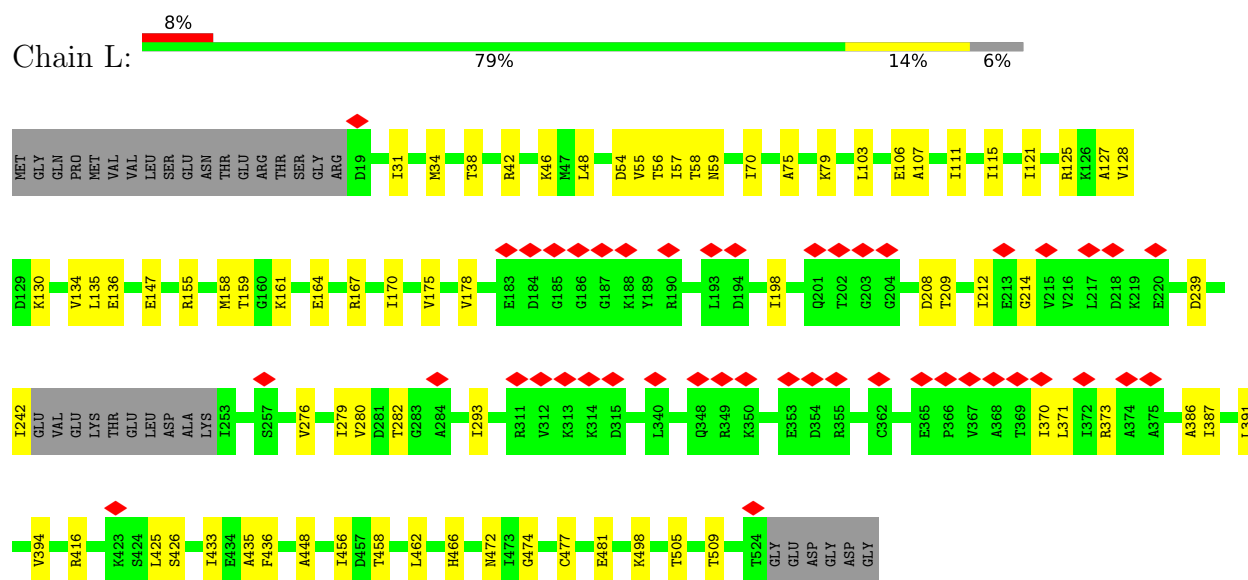 8%
Chain L:
79% 14% 6%
MET GLY GLN PRO MET VAL VAL LEU SER GLU ASN THR GLU ARG THR SER GLY ARG D19 I31 M34 T38 R42 K46 M47 L48 D54 V55 T56 I57 T58 N59 I70 A75 K79 L103 E106 A107 I111 I115 I121 R125 K126 A127 V128
D129 K130 V134 L135 E136 E147 R155 M158 T159 G160 K161 E164 R167 I170 V175 V178 E183 D184 G185 G186 G187 K188 Y189 R190 L193 D194 I198 Q201 T202 G203 G204 D208 T209 I212 E213 G214 V215 V216 L217 D218 K219 E220 D239
I242 GLU VAL GLU LYS THR GLU LEU ASP ALA LYS I253 S257 V276 I279 V280 D281 T282 G283 A284 I293 R311 V312 K313 K314 D315 L340 Q348 R349 K350 E353 D354 R355 C362 E365 P366 V367 A368 T369 I370 L371 I372 R373 A374 A375 A386 I387 L391
V394 R416 K423 S424 L425 S426 I433 E434 A435 F436 A448 I456 D457 T458 L462 H466 N472 I473 G474 C477 E481 K498 T505 T509 T524 GLY GLU ASP GLY ASP GLY